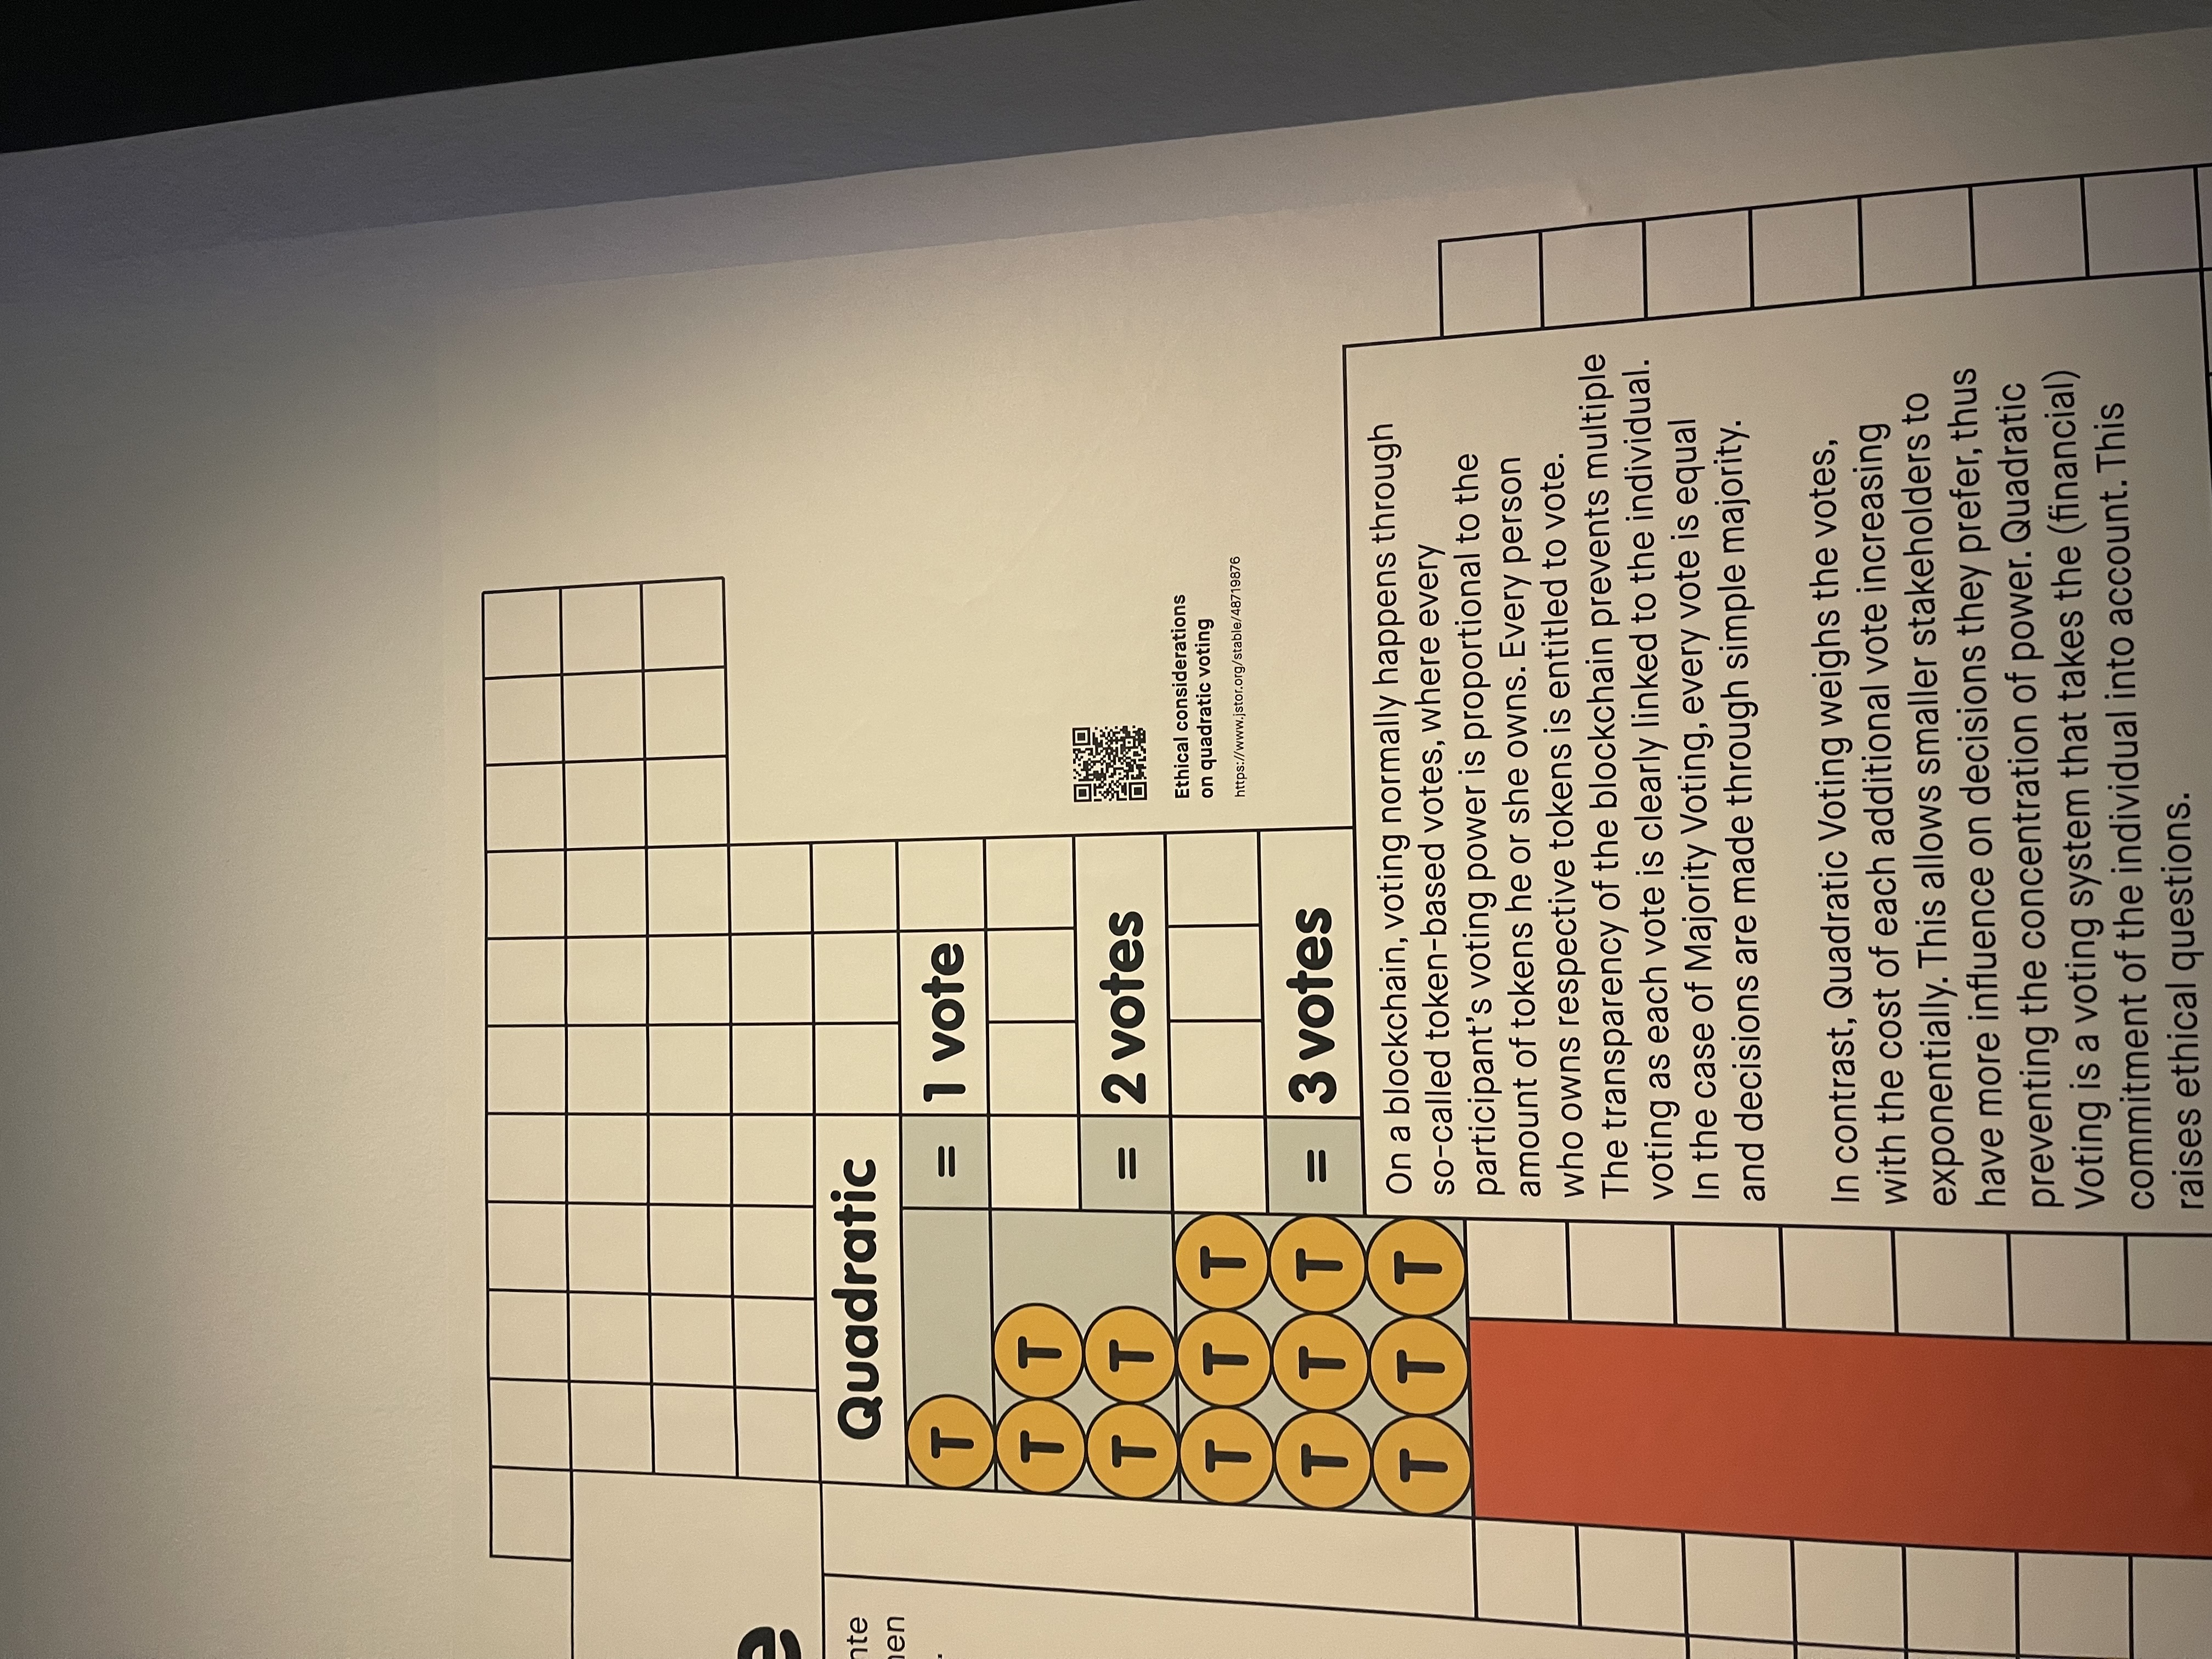 e
nte
nen
.
Quadratic
T = 1 vote
T T
T T = 2 votes
T T T
T T T = 3 votes
T T T
Ethical considerations
on quadratic voting
https://www.jstor.org/stable/48719876
On a blockchain, voting normally happens through
so-called token-based votes, where every
participant's voting power is proportional to the
amount of tokens he or she owns. Every person
who owns respective tokens is entitled to vote.
The transparency of the blockchain prevents multiple
voting as each vote is clearly linked to the individual.
In the case of Majority Voting, every vote is equal
and decisions are made through simple majority.
In contrast, Quadratic Voting weighs the votes,
with the cost of each additional vote increasing
exponentially. This allows smaller stakeholders to
have more influence on decisions they prefer, thus
preventing the concentration of power. Quadratic
Voting is a voting system that takes the (financial)
commitment of the individual into account. This
raises ethical questions.